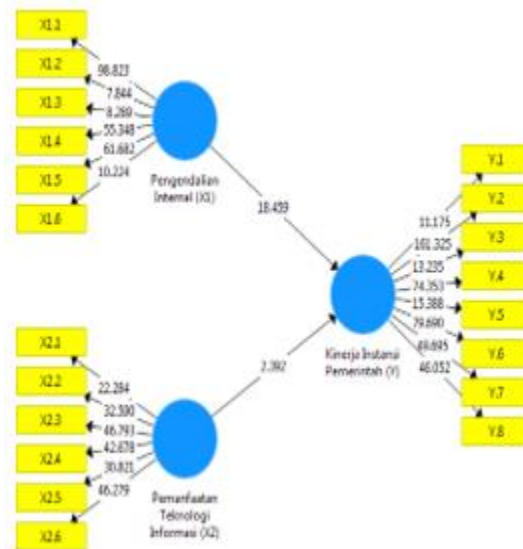 X1.1
X1.2
X1.3
X1.4
X1.5
X1.6
98.823
7.844
8.289
55.348
61.682
10.224
Pengendalian
Internal (X1)
18.459
X2.1
X2.2
X2.3
X2.4
X2.5
X2.6
22.284
32.590
46.793
42.678
30.821
46.279
Pemanfaatan
Teknologi
Informasi (X2)
2.392
Kinerja Instansi
Pemerintah (Y)
11.175
161.325
13.235
74.353
15.388
79.690
49.695
46.052
Y.1
Y.2
Y.3
Y.4
Y.5
Y.6
Y.7
Y.8